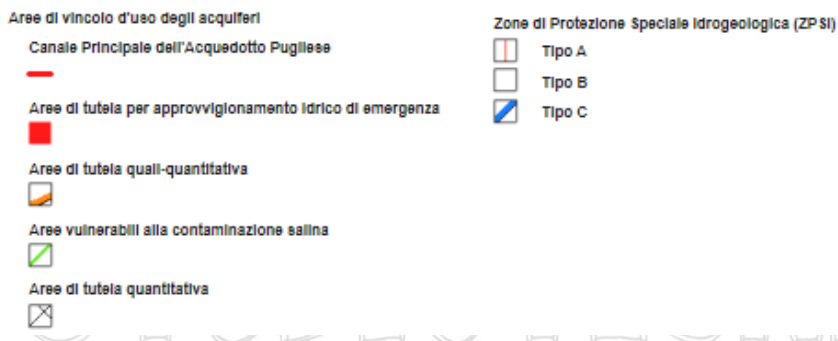 Aree di vincolo d'uso degli acquiferi
Canale Principale dell'Acquedotto Pugliese
Aree di tutela per approvvigionamento idrico di emergenza
Aree di tutela quali-quantitativa
Aree vulnerabili alla contaminazione salina
Aree di tutela quantitativa
Zone di Protezione Speciale Idrogeologica (ZPSI)
Tipo A
Tipo B
Tipo C